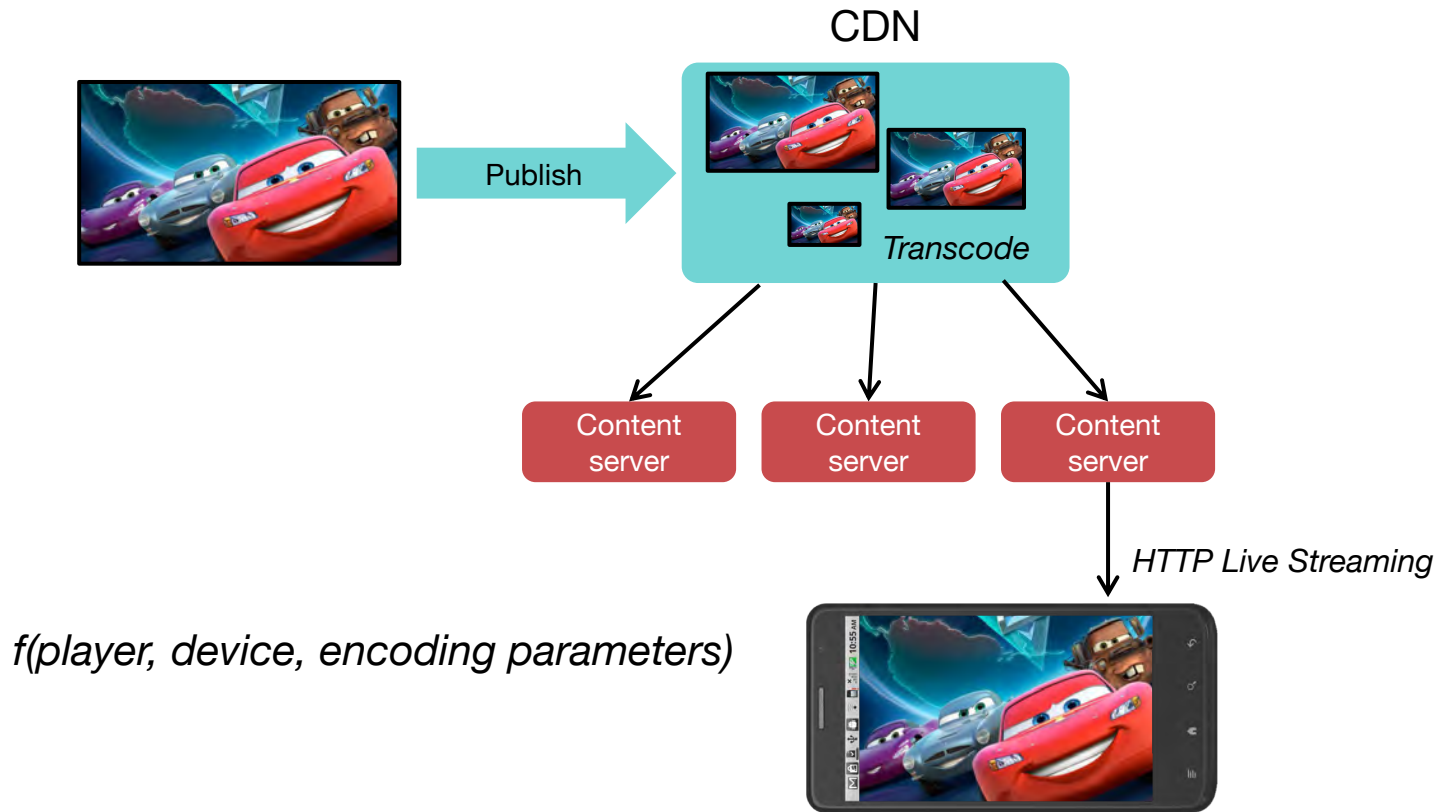 CDN
Publish
Transcode
Content
server
Content
server
Content
server
HTTP Live Streaming
f(player, device, encoding parameters)
10:55 AM